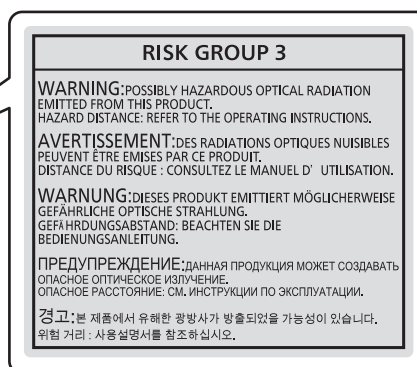 RISK GROUP 3
WARNING:POSSIBLY HAZARDOUS OPTICAL RADIATION
EMITTED FROM THIS PRODUCT.
HAZARD DISTANCE: REFER TO THE OPERATING INSTRUCTIONS.
AVERTISSEMENT:DES RADIATIONS OPTIQUES NUISIBLES
PEUVENT ÊTRE EMISES PAR CE PRODUIT.
DISTANCE DU RISQUE : CONSULTEZ LE MANUEL D' UTILISATION.
WARNUNG:DIESES PRODUKT EMITTIERT MÖGLICHERWEISE
GEFÄHRLICHE OPTISCHE STRAHLUNG.
GEFÄHRDUNGSABSTAND: BEACHTEN SIE DIE
BEDIENUNGSANLEITUNG.
ПРЕДУПРЕЖДЕНИЕ:ДАННАЯ ПРОДУКЦИЯ МОЖЕТ СОЗДАВАТЬ
ОПАСНОЕ ОПТИЧЕСКОЕ ИЗЛУЧЕНИЕ.
ОПАСНОЕ РАССТОЯНИЕ: СМ. ИНСТРУКЦИИ ПО ЭКСПЛУАТАЦИИ.
경고:본 제품에서 유해한 광방사가 방출되었을 가능성이 있습니다.
위험 거리 : 사용설명서를 참조하십시오.